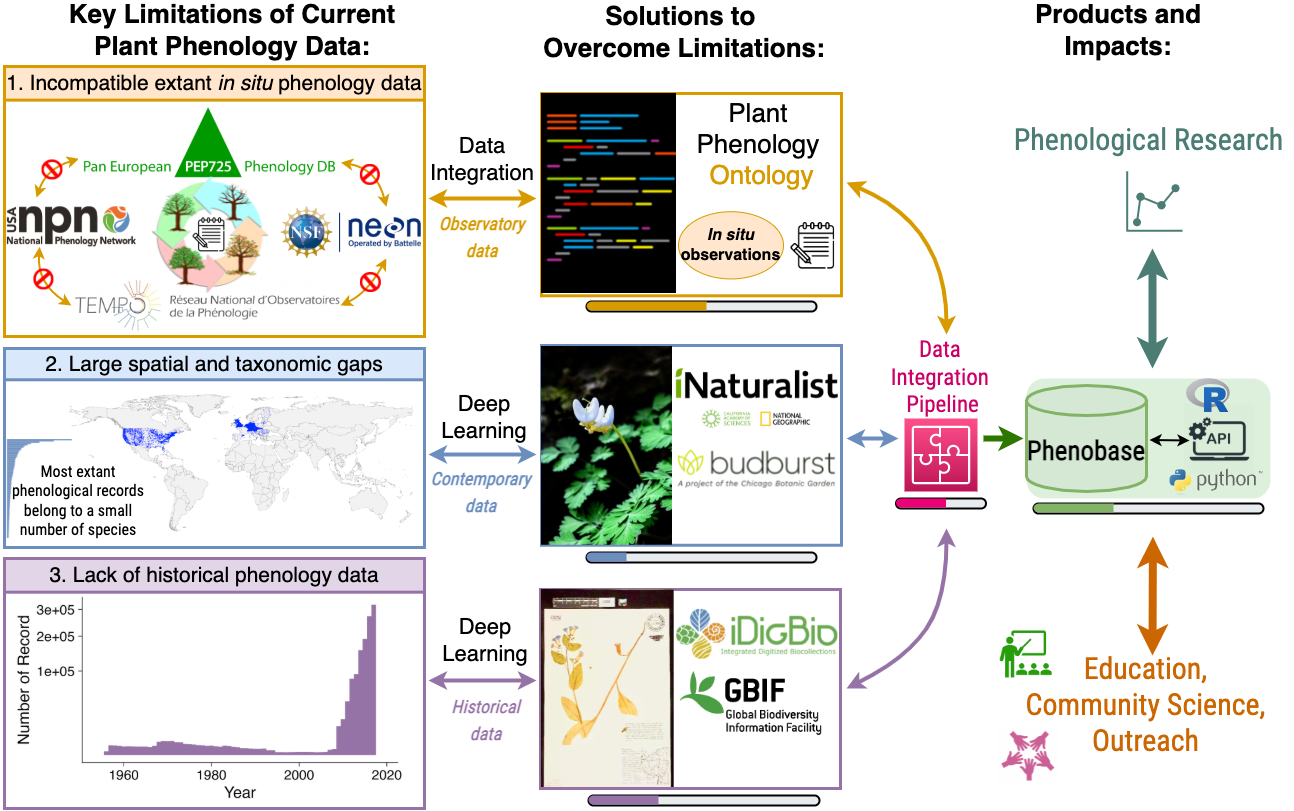 Key Limitations of Current
Plant Phenology Data:
Solutions to
Overcome Limitations:
Products and
Impacts:
1. Incompatible extant in situ phenology data
Pan European
PEP725
Phenology DB
USA
npn
National Phenology Network
NSF
neon
Operated by Battelle
TEMPO
Réseau National d'Observatoires
de la Phénologie
Data
Integration
Observatory
data
Plant
Phenology
Ontology
In situ
observations
2. Large spatial and taxonomic gaps
Most extant
phenological records
belong to a small
number of species
Deep
Learning
Contemporary
data
iNaturalist
CALIFORNIA
ACADEMY OF
SCIENCES
NATIONAL
GEOGRAPHIC
budburst
A project of the Chicago Botanic Garden
3. Lack of historical phenology data
Number of Record
3e+05
2e+05
1e+05
1960
1980
2000
2020
Year
Deep
Learning
Historical
data
iDigBio
Integrated Digitized Biocollections
GBIF
Global Biodiversity
Information Facility
Data
Integration
Pipeline
Phenological Research
Phenobase
R
API
python
Education,
Community Science,
Outreach